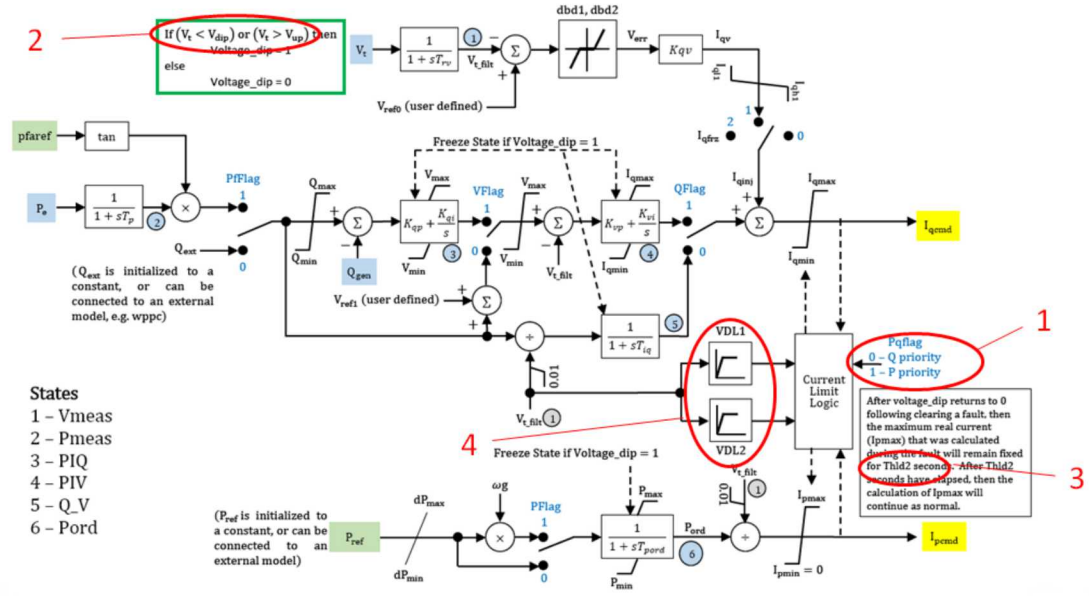 2
If (Vt < Vdip) or (Vt > Vup) then
Voltage_dip = 1
else
Voltage_dip = 0
Vt
1
1 + sTrv
1
Vt_filt
−
Σ
+
Vref0 (user defined)
dbd1, dbd2
Verr
Kqv
Iqv
Iql1
Iqh1
1
2
Iqfrz
0
Iqinj
pfaref
tan
Pe
1
1 + sTp
2
×
PfFlag
1
0
Qext
(Qext is initialized to a
constant, or can be
connected to an external
model, e.g. wppc)
Freeze State if Voltage_dip = 1
Qmax
Qmin
+
Σ
−
Qgen
Vmax
Kqp + Kqi
s
Vmin
3
VFlag
1
0
Vref1 (user defined)
+
Σ
+
Vmax
Vmin
+
Σ
−
Vt_filt
Iqmax
Kvp + Kvi
s
Iqmin
4
QFlag
1
0
+
Σ
+
Iqmax
Iqmin
Iqcmd
÷
1
1 + sTiq
5
0.01
Vt_filt
1
4
VDL1
VDL2
Current
Limit
Logic
1
Pqflag
0 – Q priority
1 – P priority
After voltage_dip returns to 0
following clearing a fault, then
the maximum real current
(Ipmax) that was calculated
during the fault will remain fixed
for Thld2 seconds. After Thld2
seconds have elapsed, then the
calculation of Ipmax will
continue as normal.
3
States
1 – Vmeas
2 – Pmeas
3 – PIQ
4 – PIV
5 – Q_V
6 – Pord
Freeze State if Voltage_dip = 1
(Pref is initialized to
a constant, or can be
connected to an
external model)
Pref
dPmax
dPmin
ωg
×
PFlag
1
0
Pmax
1
1 + sTpord
Pmin
Pord
6
Vt_filt
0.01
1
÷
Ipmax
Ipmin = 0
Ipcmd